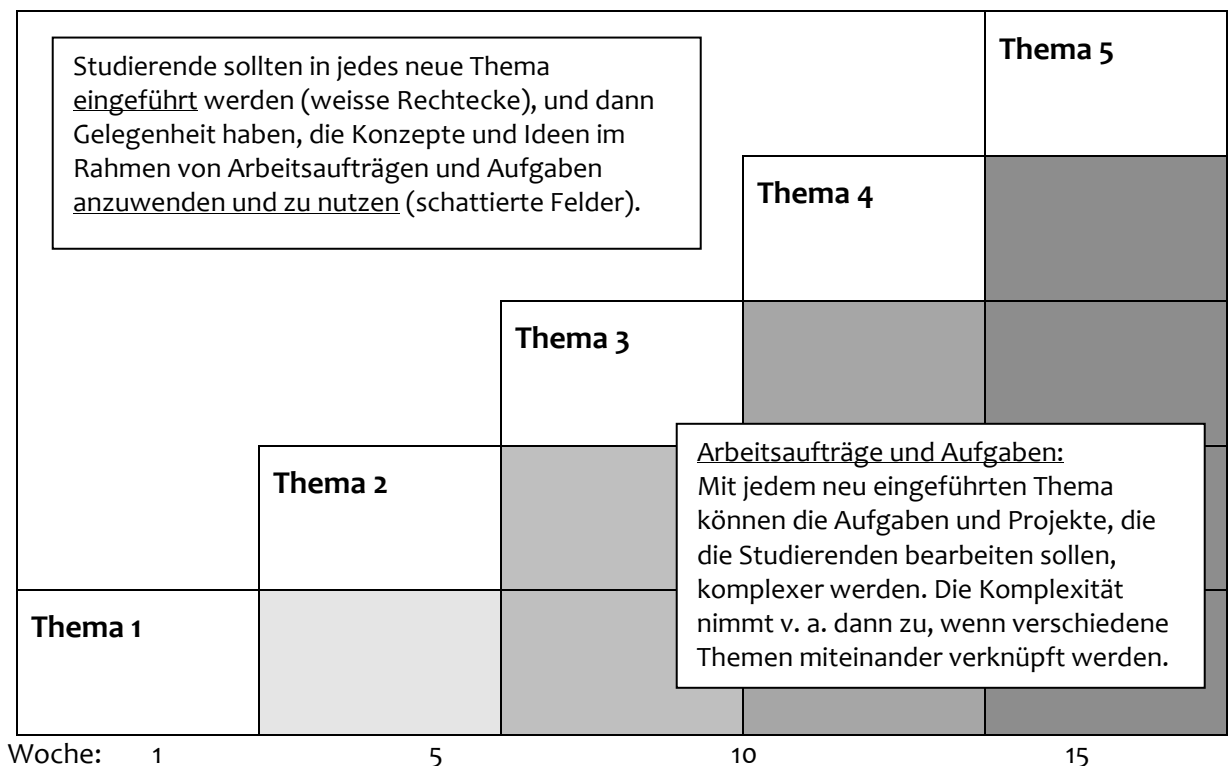 Thema 5
Studierende sollten in jedes neue Thema
eingeführt werden (weisse Rechtecke), und dann
Gelegenheit haben, die Konzepte und Ideen im
Rahmen von Arbeitsaufträgen und Aufgaben
anzuwenden und zu nutzen (schattierte Felder).
Thema 4
Thema 3
Thema 2
Arbeitsaufträge und Aufgaben:
Mit jedem neu eingeführten Thema
können die Aufgaben und Projekte, die
die Studierenden bearbeiten sollen,
komplexer werden. Die Komplexität
nimmt v. a. dann zu, wenn verschiedene
Themen miteinander verknüpft werden.
Thema 1
Woche: 1 5 10 15